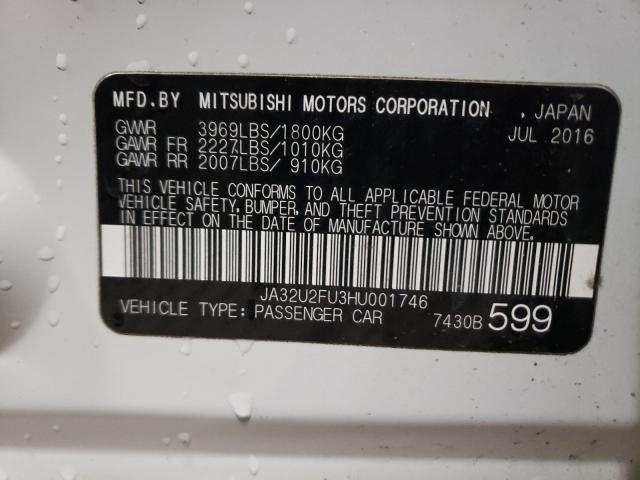 MFD.BY MITSUBISHI MOTORS CORPORATION , JAPAN
GVWR 3969LBS/1800KG JUL 2016
GAWR FR 2227LBS/1010KG
GAWR RR 2007LBS/ 910KG
THIS VEHICLE CONFORMS TO ALL APPLICABLE FEDERAL MOTOR
VEHICLE SAFETY, BUMPER, AND THEFT PREVENTION STANDARDS
IN EFFECT ON THE DATE OF MANUFACTURE SHOWN ABOVE.
JA32U2FU3HU001746
VEHICLE TYPE: PASSENGER CAR 7430B 599